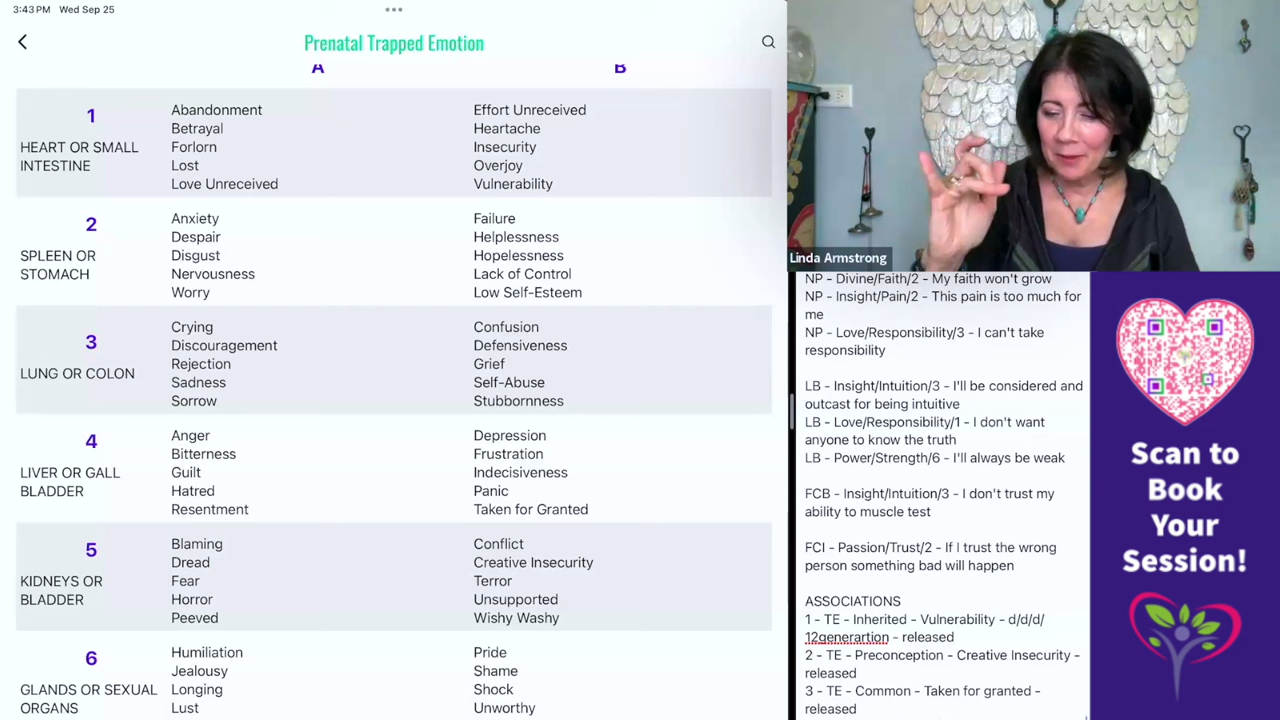 3:43 PM Wed Sep 25
Prenatal Trapped Emotion
A B
1
HEART OR SMALL
INTESTINE
Abandonment
Betrayal
Forlorn
Lost
Love Unreceived
Effort Unreceived
Heartache
Insecurity
Overjoy
Vulnerability
2
SPLEEN OR
STOMACH
Anxiety
Despair
Disgust
Nervousness
Worry
Failure
Helplessness
Hopelessness
Lack of Control
Low Self-Esteem
3
LUNG OR COLON
Crying
Discouragement
Rejection
Sadness
Sorrow
Confusion
Defensiveness
Grief
Self-Abuse
Stubbornness
4
LIVER OR GALL
BLADDER
Anger
Bitterness
Guilt
Hatred
Resentment
Depression
Frustration
Indecisiveness
Panic
Taken for Granted
5
KIDNEYS OR
BLADDER
Blaming
Dread
Fear
Horror
Peeved
Conflict
Creative Insecurity
Terror
Unsupported
Wishy Washy
6
GLANDS OR SEXUAL
ORGANS
Humiliation
Jealousy
Longing
Lust
Pride
Shame
Shock
Unworthy
Linda Armstrong
NP - Divine/Faith/2 - My faith won't grow
NP - Insight/Pain/2 - This pain is too much for
me
NP - Love/Responsibility/3 - I can't take
responsibility
LB - Insight/Intuition/3 - I'll be considered and
outcast for being intuitive
LB - Love/Responsibility/1 - I don't want
anyone to know the truth
LB - Power/Strength/6 - I'll always be weak
FCB - Insight/Intuition/3 - I don't trust my
ability to muscle test
FCI - Passion/Trust/2 - If I trust the wrong
person something bad will happen
ASSOCIATIONS
1 - TE - Inherited - Vulnerability - d/d/d/
12generartion - released
2 - TE - Preconception - Creative Insecurity -
released
3 - TE - Common - Taken for granted -
released
Scan to
Book
Your
Session!